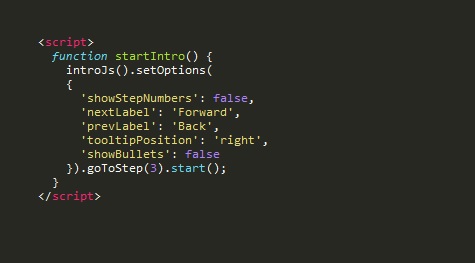 <script>
function startIntro() {
introJs().setOptions(
{
'showStepNumbers': false,
'nextLabel': 'Forward',
'prevLabel': 'Back',
'tooltipPosition': 'right',
'showBullets': false
}).goToStep(3).start();
}
</script>